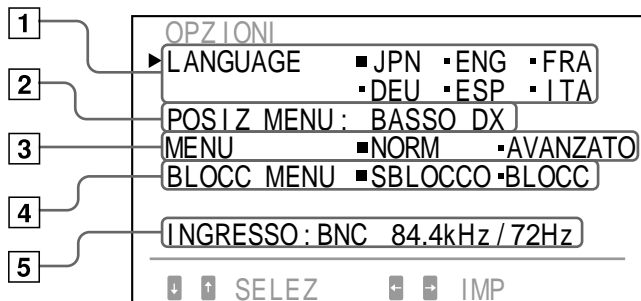 OPZIONI
1
LANGUAGE ■JPN ▪ENG ▪FRA
▪DEU ▪ESP ▪ITA
2
POSIZ MENU: BASSO DX
3
MENU ■NORM ▪AVANZATO
4
BLOCC MENU ■SBLOCCO ▪BLOCC
5
INGRESSO: BNC 84.4kHz/72Hz
↓ ↑ SELEZ ← → IMP